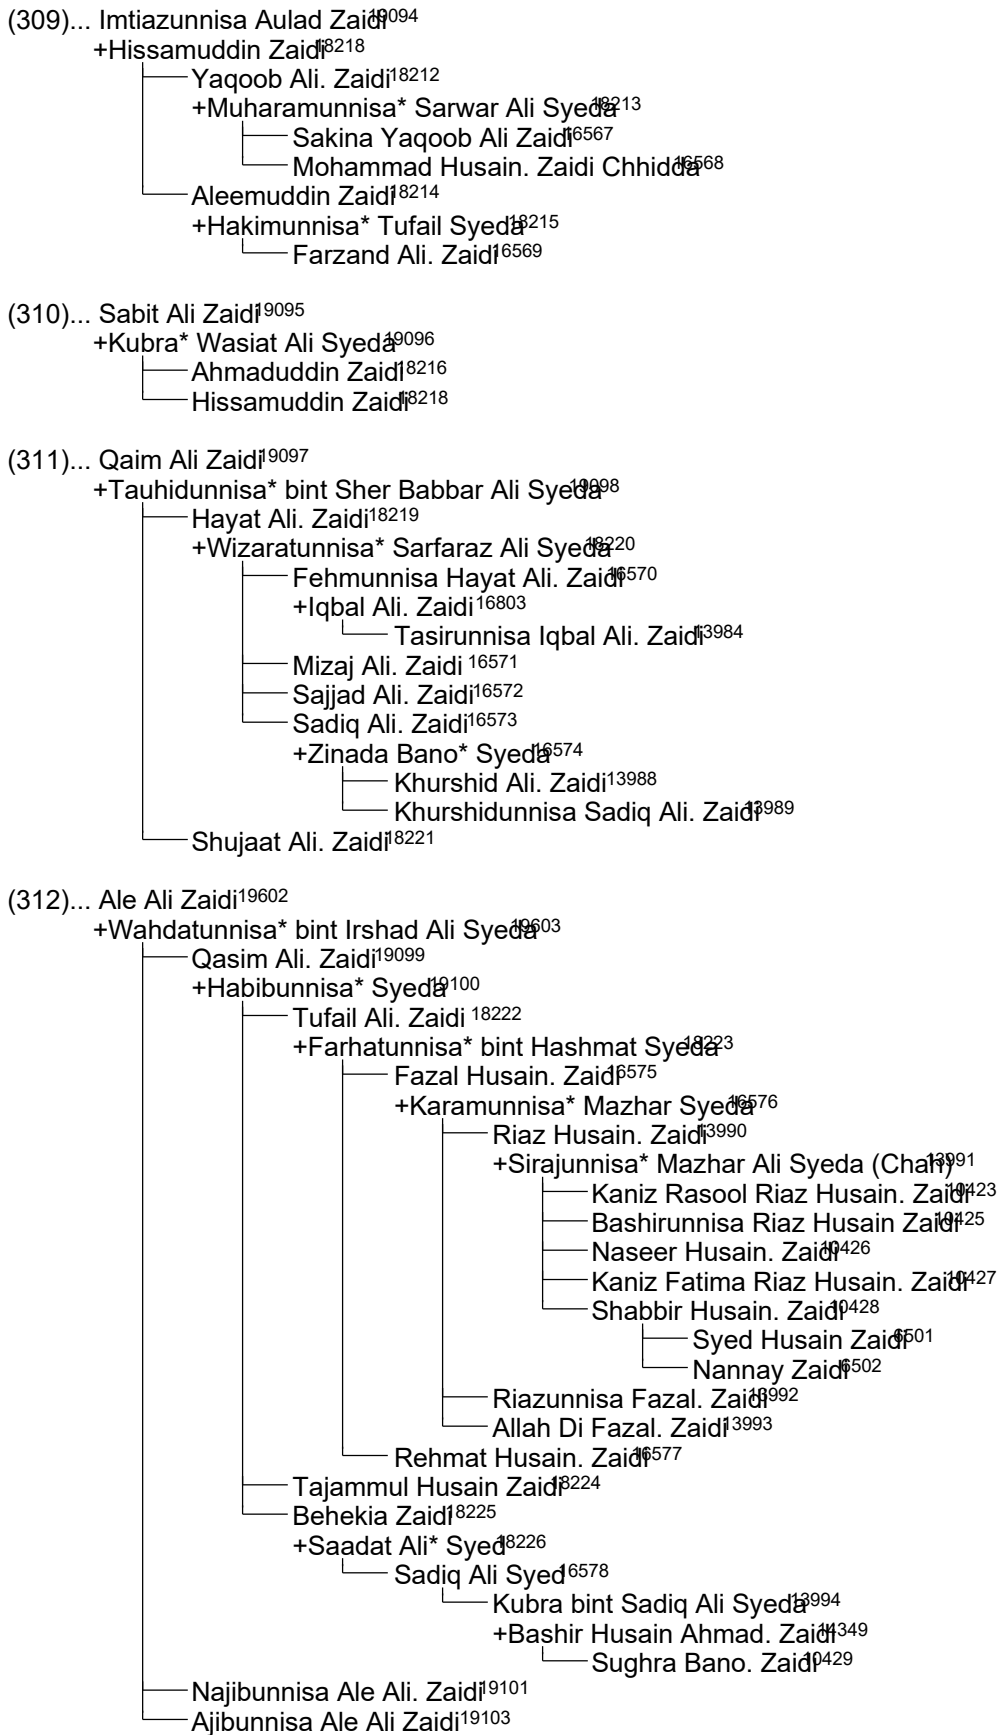 (309)... Imtiazunnisa Aulad Zaidi19094
+Hissamuddin Zaidi18218
Yaqoob Ali. Zaidi18212
+Muharamunnisa* Sarwar Ali Syeda18213
Sakina Yaqoob Ali Zaidi16567
Mohammad Husain. Zaidi Chhidda16568
Aleemuddin Zaidi18214
+Hakimunnisa* Tufail Syeda18215
Farzand Ali. Zaidi16569
(310)... Sabit Ali Zaidi19095
+Kubra* Wasiat Ali Syeda19096
Ahmaduddin Zaidi18216
Hissamuddin Zaidi18218
(311)... Qaim Ali Zaidi19097
+Tauhidunnisa* bint Sher Babbar Ali Syeda19098
Hayat Ali. Zaidi18219
+Wizaratunnisa* Sarfaraz Ali Syeda18220
Fehmunnisa Hayat Ali. Zaidi16570
+Iqbal Ali. Zaidi16803
Tasirunnisa Iqbal Ali. Zaidi13984
Mizaj Ali. Zaidi 16571
Sajjad Ali. Zaidi16572
Sadiq Ali. Zaidi16573
+Zinada Bano* Syeda16574
Khurshid Ali. Zaidi13988
Khurshidunnisa Sadiq Ali. Zaidi13989
Shujaat Ali. Zaidi18221
(312)... Ale Ali Zaidi19602
+Wahdatunnisa* bint Irshad Ali Syeda19603
Qasim Ali. Zaidi19099
+Habibunnisa* Syeda19100
Tufail Ali. Zaidi 18222
+Farhatunnisa* bint Hashmat Syeda18223
Fazal Husain. Zaidi16575
+Karamunnisa* Mazhar Syeda16576
Riaz Husain. Zaidi13990
+Sirajunnisa* Mazhar Ali Syeda (Chah)13991
Kaniz Rasool Riaz Husain. Zaidi10423
Bashirunnisa Riaz Husain Zaidi10425
Naseer Husain. Zaidi10426
Kaniz Fatima Riaz Husain. Zaidi10427
Shabbir Husain. Zaidi10428
Syed Husain Zaidi6501
Nannay Zaidi6502
Riazunnisa Fazal. Zaidi13992
Allah Di Fazal. Zaidi13993
Rehmat Husain. Zaidi16577
Tajammul Husain Zaidi18224
Behekia Zaidi18225
+Saadat Ali* Syed18226
Sadiq Ali Syed16578
Kubra bint Sadiq Ali Syeda13994
+Bashir Husain Ahmad. Zaidi14349
Sughra Bano. Zaidi10429
Najibunnisa Ale Ali. Zaidi19101
Ajibunnisa Ale Ali Zaidi19103